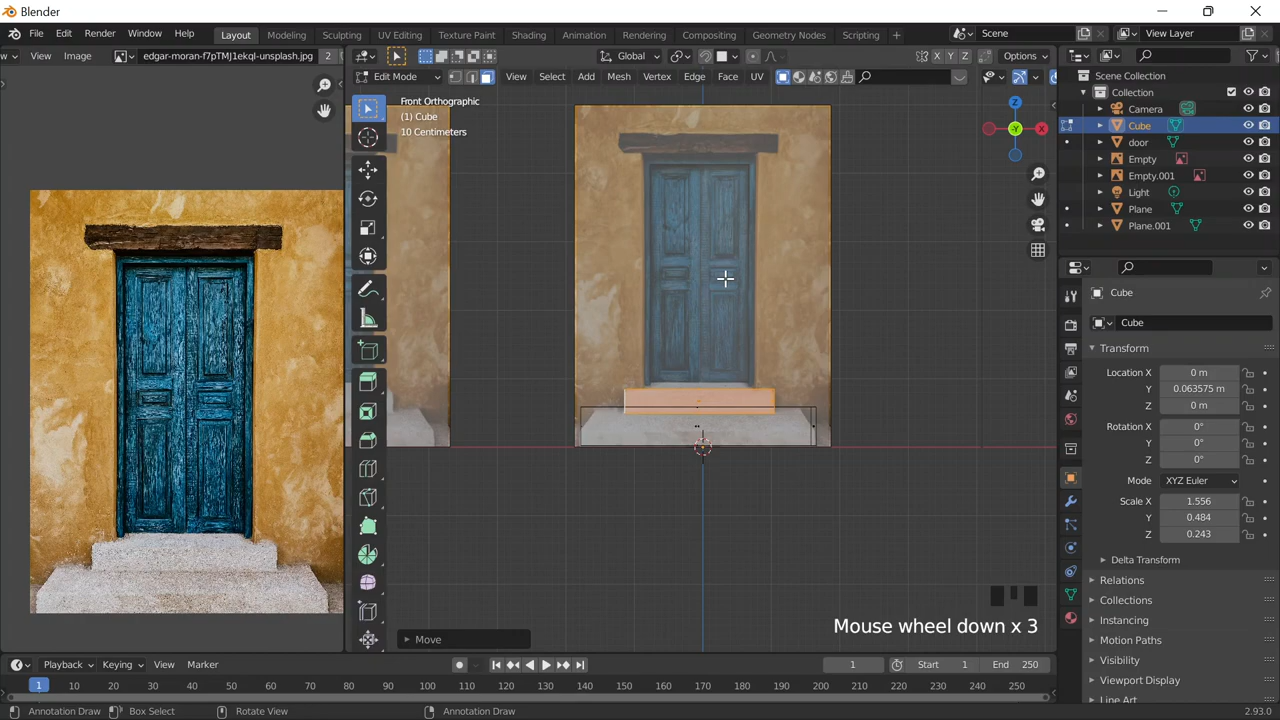 Blender
File Edit Render Window Help
Layout Modeling Sculpting UV Editing Texture Paint Shading Animation Rendering Compositing Geometry Nodes Scripting
Scene
View Layer
View Image
edgar-moran-f7pTMJ1ekqI-unsplash.jpg 2
Global
X Y Z
Options
Edit Mode
View Select Add Mesh Vertex Edge Face UV
Front Orthographic
(1) Cube
10 Centimeters
Z
-Y X
Scene Collection
Collection
Camera
Cube
door
Empty
Empty.001
Light
Plane
Plane.001
Cube
Cube
Transform
Location X 0 m
Y 0.063575 m
Z 0 m
Rotation X 0°
Y 0°
Z 0°
Mode XYZ Euler
Scale X 1.556
Y 0.484
Z 0.243
Delta Transform
Relations
Collections
Instancing
Motion Paths
Visibility
Viewport Display
Line Art
Mouse wheel down x 3
Move
Playback Keying View Marker
1
Start 1
End 250
1 10 20 30 40 50 60 70 80 90 100 110 120 130 140 150 160 170 180 190 200 210 220 230 240 250
Annotation Draw Box Select Rotate View Annotation Draw
2.93.0